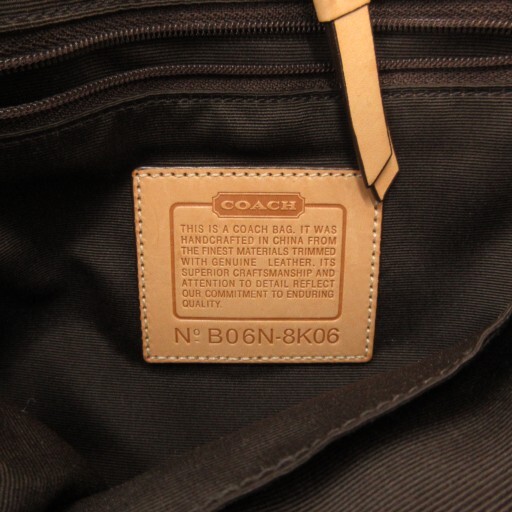 COACH
THIS IS A COACH BAG. IT WAS
HANDCRAFTED IN CHINA FROM
THE FINEST MATERIALS TRIMMED
WITH GENUINE LEATHER. ITS
SUPERIOR CRAFTSMANSHIP AND
ATTENTION TO DETAIL REFLECT
OUR COMMITMENT TO ENDURING
QUALITY.
Nº B06N-8K06